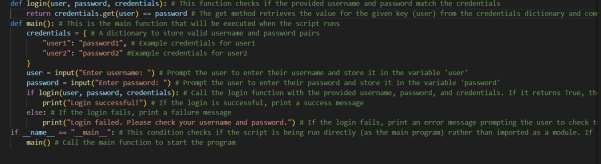 def login(user, password, credentials): # This function checks if the provided username and password match the credentials
    return credentials.get(user) == password # The get method retrieves the value for the given key (user) from the credentials dictionary and com
def main(): # This is the main function that will be executed when the script runs
    credentials = { # A dictionary to store valid username and password pairs
        "user1": "password1", # Example credentials for user1
        "user2": "password2" #Example credentials for user2
    }
    user = input("Enter username: ") # Prompt the user to enter their username and store it in the variable 'user'
    password = input("Enter password: ") # Prompt the user to enter their password and store it in the variable 'password'
    if login(user, password, credentials): # Call the login function with the provided username, password, and credentials. If it returns True, th
        print("Login successful!") # If the login is successful, print a success message
    else: # If the login fails, print a failure message
        print("Login failed. Please check your username and password.") # If the login fails, print an error message prompting the user to check t
if __name__ == "__main__": # This condition checks if the script is being run directly (as the main program) rather than imported as a module. If
    main() # Call the main function to start the program